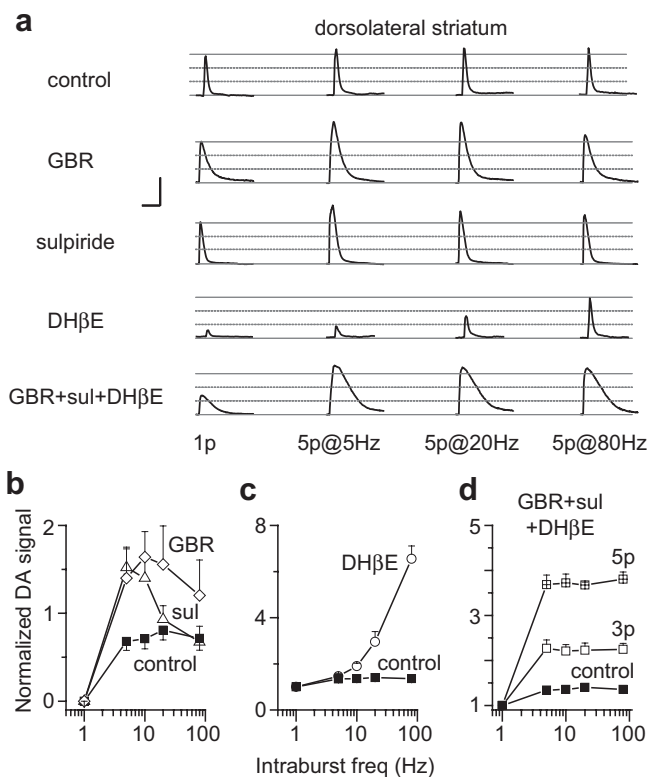 a
dorsolateral striatum
control
GBR
sulpiride
DHβE
GBR+sul+DHβE
1p 5p@5Hz 5p@20Hz 5p@80Hz
b
Normalized DA signal
2
1
0
GBR
sul
control
1 10 100
c
8
4
2
0
DHβE
control
1 10 100
Intraburst freq (Hz)
d
GBR+sul
+DHβE
5
3
1
5p
3p
control
1 10 100